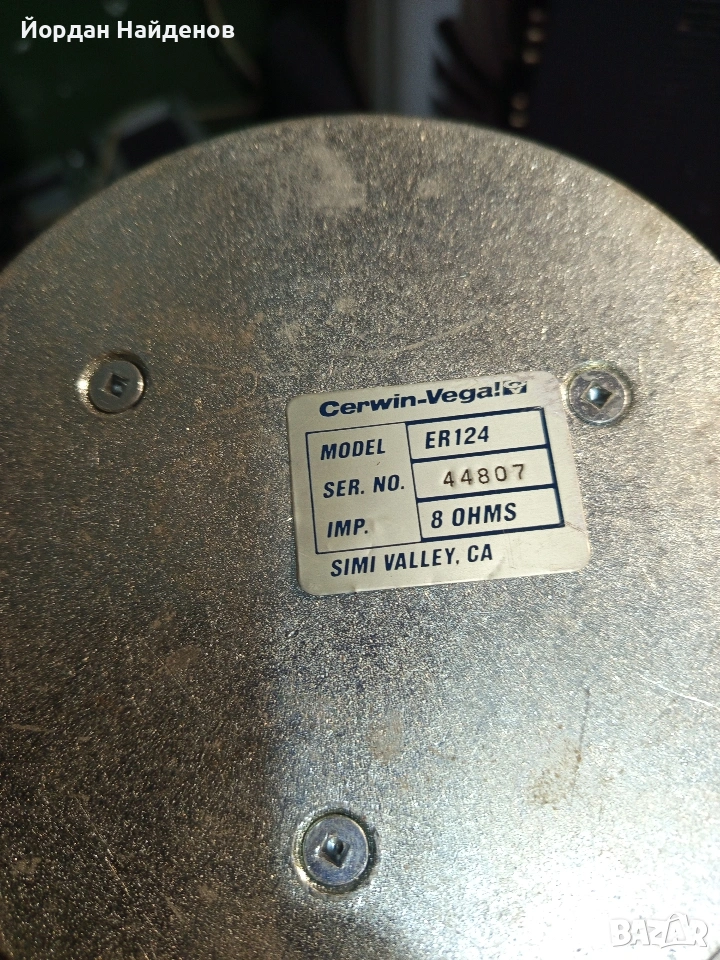 Йордан Найденов
Cerwin-Vega!
MODEL ER124
SER. NO. 44807
IMP. 8 OHMS
SIMI VALLEY, CA
BAZAR